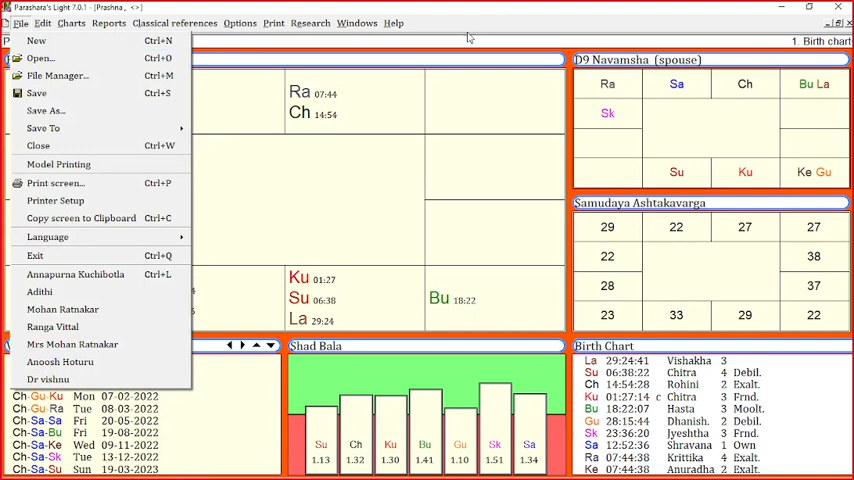 Parashara's Light 7.0.1 - [Prashna, <>]
File Edit Charts Reports Classical references Options Print Research Windows Help
1. Birth chart
New Ctrl+N
Open... Ctrl+O
File Manager... Ctrl+M
Save Ctrl+S
Save As...
Save To
Close Ctrl+W
Model Printing
Print screen... Ctrl+P
Printer Setup
Copy screen to Clipboard Ctrl+C
Language
Exit Ctrl+Q
Annapurna Kuchibotla Ctrl+L
Adithi
Mohan Ratnakar
Ranga Vittal
Mrs Mohan Ratnakar
Anoosh Hoturu
Dr vishnu
Ra 07:44
Ch 14:54
Ku 01:27
Su 06:38
La 29:24
Bu 18:22
D9 Navamsha (spouse)
Ra Sa Ch Bu La
Sk
Su Ku Ke Gu
Samudaya Ashtakavarga
29 22 27 27
22 38
28 37
23 33 29 22
Ch-Gu-Ku Mon 07-02-2022
Ch-Gu-Ra Tue 08-03-2022
Ch-Sa-Sa Fri 20-05-2022
Ch-Sa-Bu Fri 19-08-2022
Ch-Sa-Ke Wed 09-11-2022
Ch-Sa-Sk Tue 13-12-2022
Ch-Sa-Su Sun 19-03-2023
Shad Bala
Su Ch Ku Bu Gu Sk Sa
1.13 1.32 1.30 1.41 1.10 1.51 1.34
Birth Chart
La 29:24:41 Vishakha 3
Su 06:38:22 Chitra 4 Debil.
Ch 14:54:28 Rohini 2 Exalt.
Ku 01:27:14 c Chitra 3 Frnd.
Bu 18:22:07 Hasta 3 Moolt.
Gu 28:15:44 Dhanish. 2 Debil.
Sk 23:36:20 Jyeshtha 3 Frnd.
Sa 12:52:36 Shravana 1 Own
Ra 07:44:38 Krittika 4 Exalt.
Ke 07:44:38 Anuradha 2 Exalt.